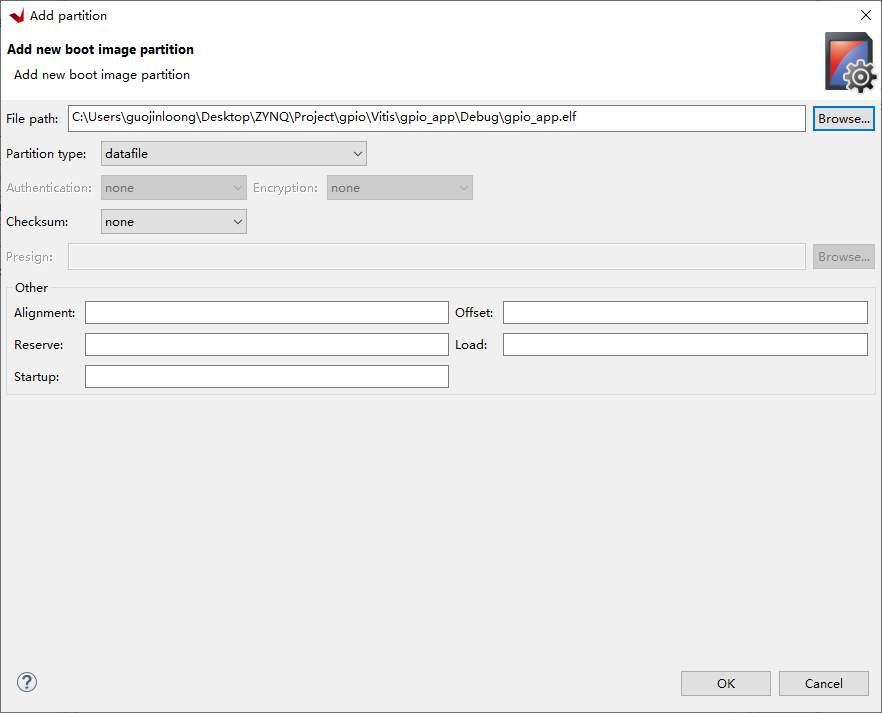 Add partition
Add new boot image partition
Add new boot image partition
File path: C:\Users\guojinloong\Desktop\ZYNQ\Project\gpio\Vitis\gpio_app\Debug\gpio_app.elf Browse...
Partition type: datafile
Authentication: none Encryption: none
Checksum: none
Presign: Browse...
Other
Alignment: Offset:
Reserve: Load:
Startup:
? OK Cancel